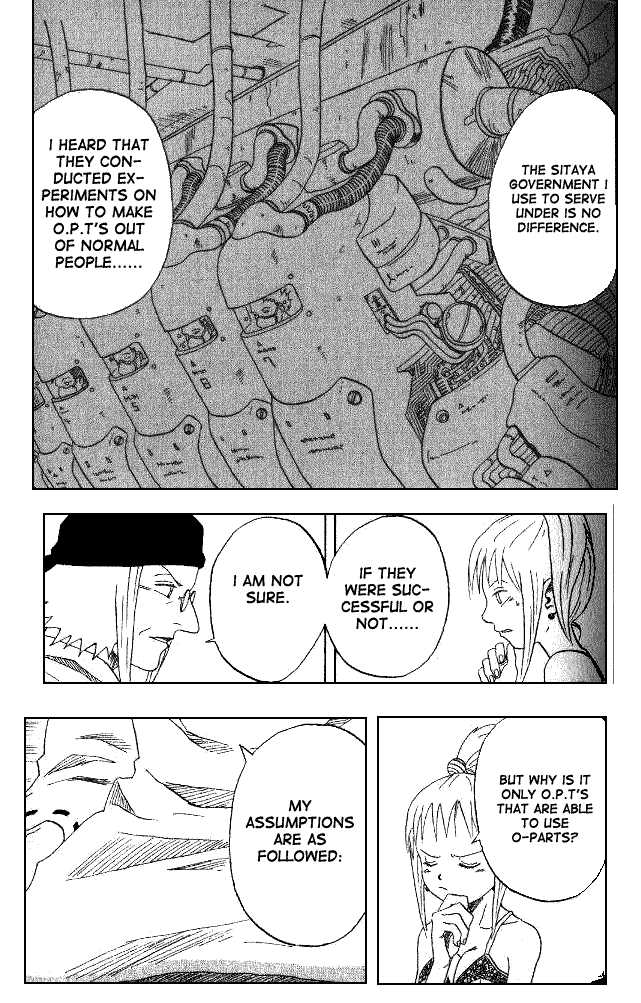 THE SITAYA
GOVERNMENT I
USE TO SERVE
UNDER IS NO
DIFFERENCE.
I HEARD THAT
THEY CON-
DUCTED EX-
PERIMENTS ON
HOW TO MAKE
O.P.T'S OUT
OF NORMAL
PEOPLE......
IF THEY
WERE SUC-
CESSFUL OR
NOT......
I AM NOT
SURE.
BUT WHY IS IT
ONLY O.P.T'S
THAT ARE ABLE
TO USE
O-PARTS?
MY
ASSUMPTIONS
ARE AS
FOLLOWED: